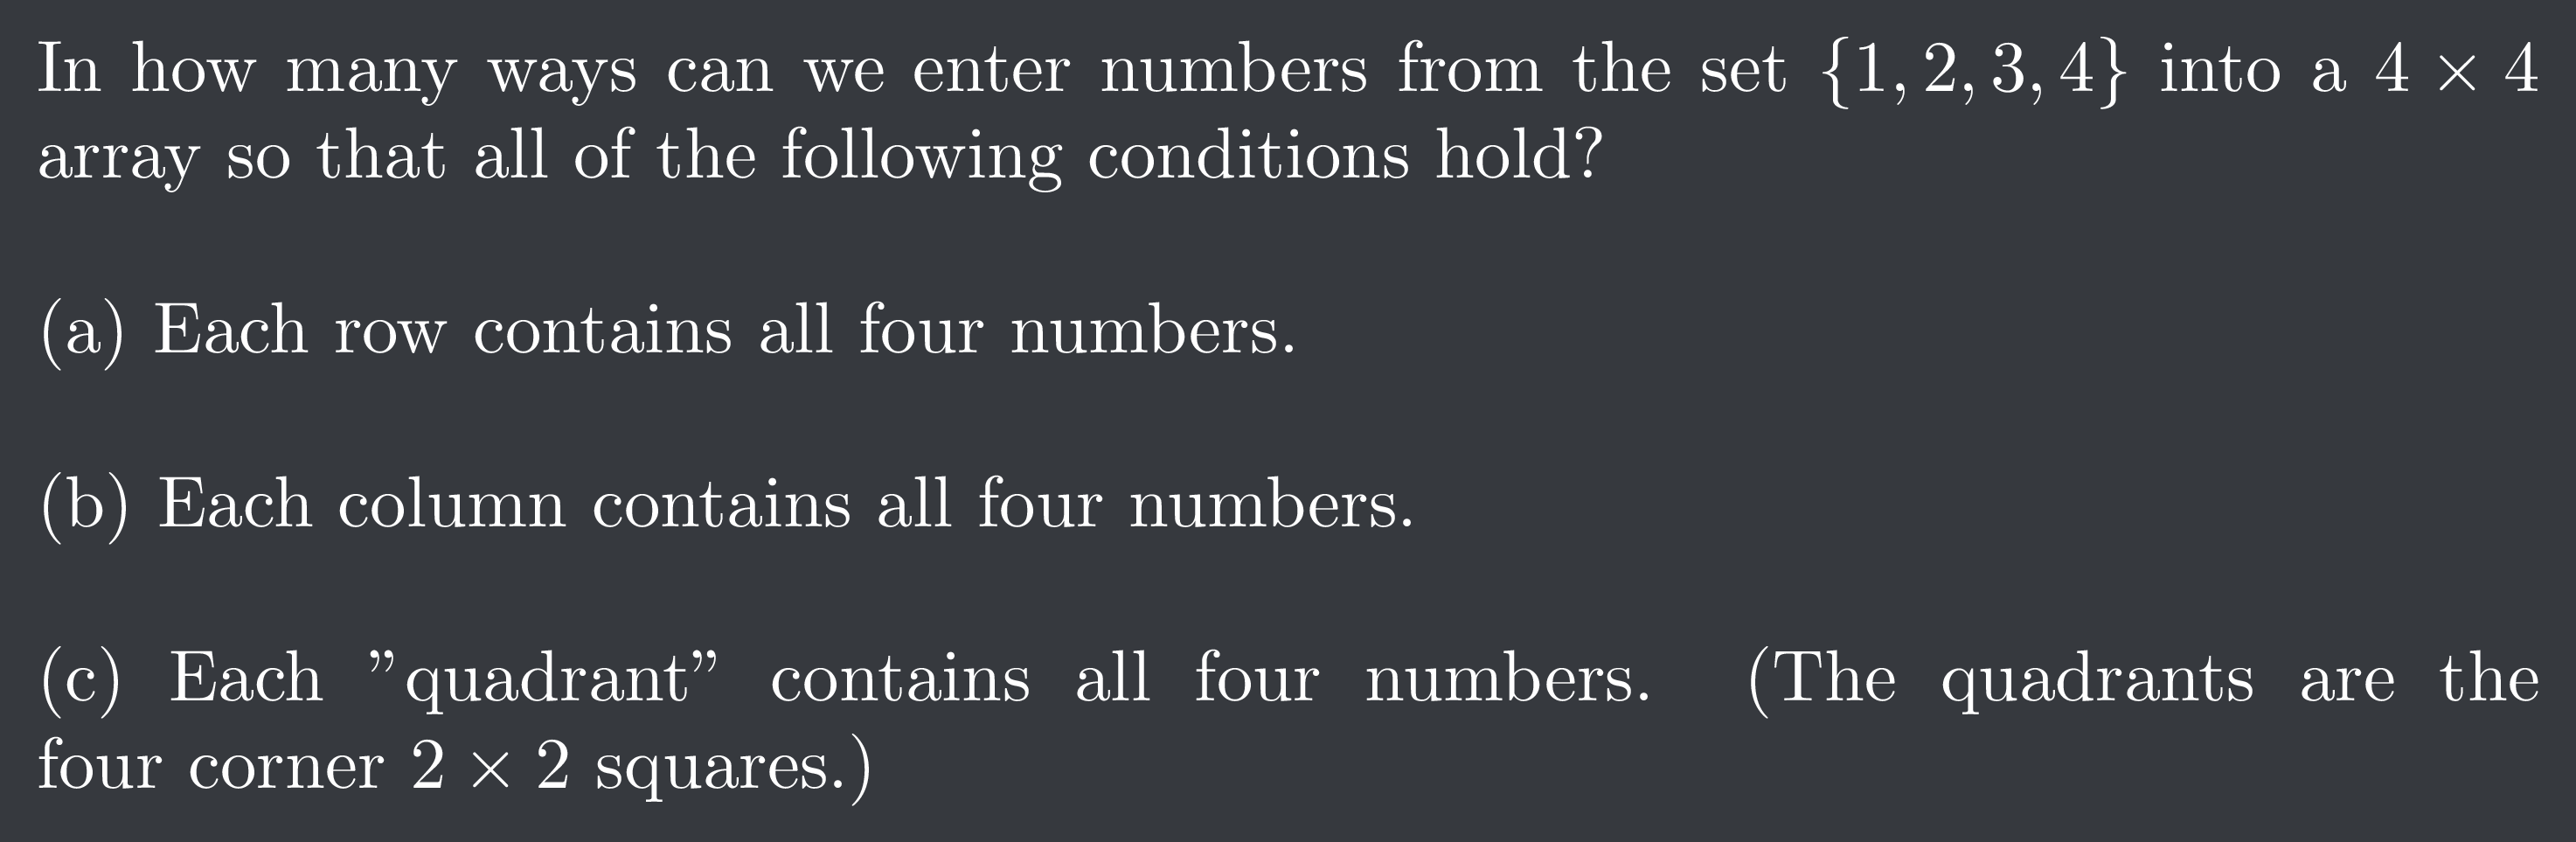 In how many ways can we enter numbers from the set {1, 2, 3, 4} into a 4 × 4
array so that all of the following conditions hold?
(a) Each row contains all four numbers.
(b) Each column contains all four numbers.
(c) Each ”quadrant” contains all four numbers. (The quadrants are the
four corner 2 × 2 squares.)